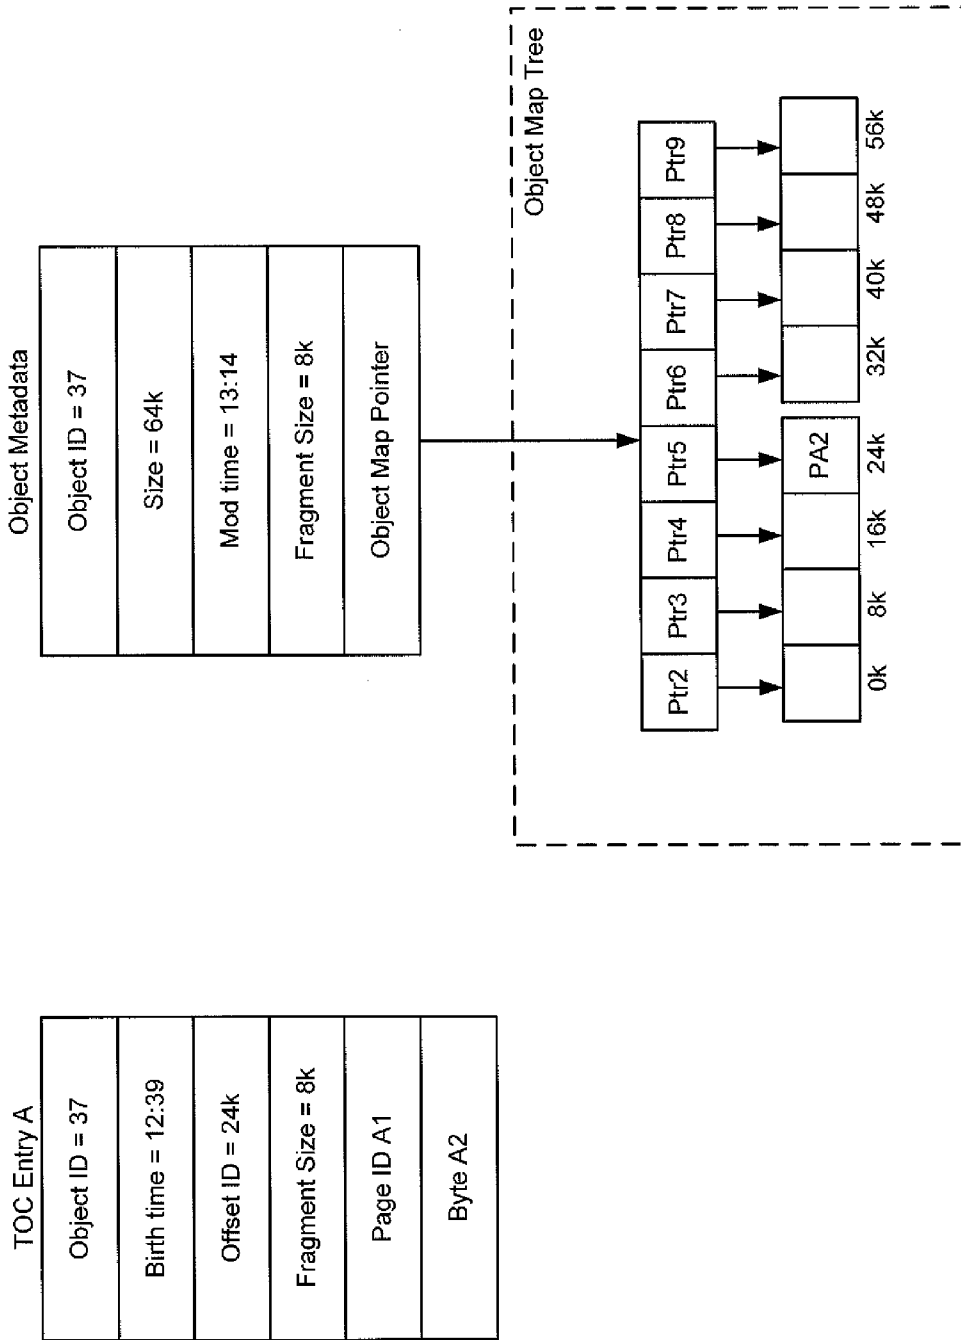 TOC Entry A
Object ID = 37
Birth time = 12:39
Offset ID = 24k
Fragment Size = 8k
Page ID A1
Byte A2
Object Metadata
Object ID = 37
Size = 64k
Mod time = 13:14
Fragment Size = 8k
Object Map Pointer
Object Map Tree
Ptr2 Ptr3 Ptr4 Ptr5 Ptr6 Ptr7 Ptr8 Ptr9
PA2
0k 8k 16k 24k 32k 40k 48k 56k